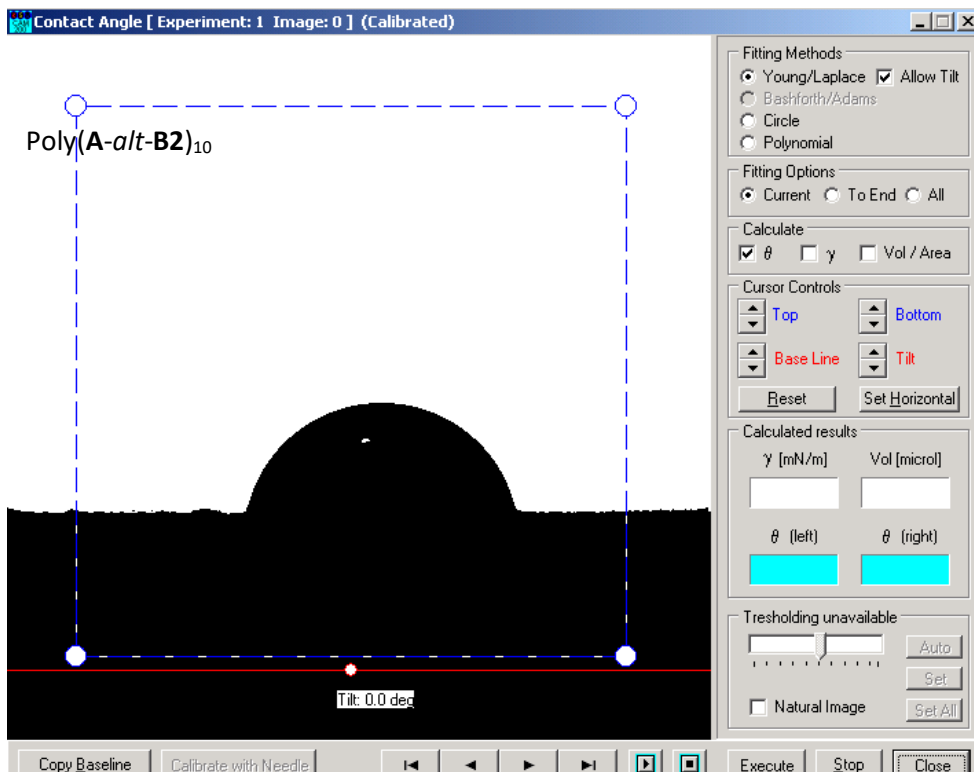 Contact Angle [ Experiment: 1 Image: 0 ] (Calibrated)
Poly(A-alt-B2)10
Tilt: 0.0 deg
Fitting Methods
Young/Laplace Allow Tilt
Bashforth/Adams
Circle
Polynomial
Fitting Options
Current To End All
Calculate
θ γ Vol / Area
Cursor Controls
Top Bottom
Base Line Tilt
Reset Set Horizontal
Calculated results
γ [mN/m] Vol [microl]
θ (left) θ (right)
Tresholding unavailable
Auto
Set
Natural Image Set All
Copy Baseline Calibrate with Needle Execute Stop Close